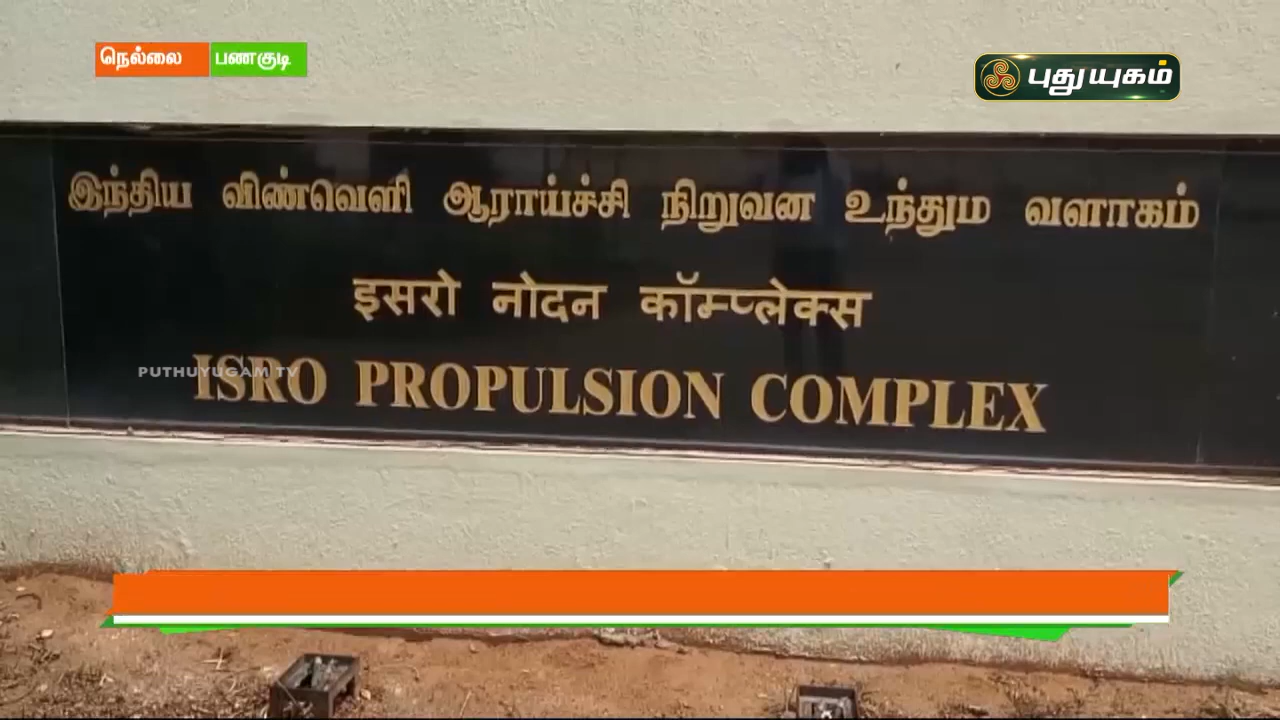 நெல்லை பணகுடி
புதுயுகம்
இந்திய விண்வெளி ஆராய்ச்சி நிறுவன உந்தும வளாகம்
इसरो नोदन कॉम्प्लेक्स
PUTHUYUGAM TV
ISRO PROPULSION COMPLEX